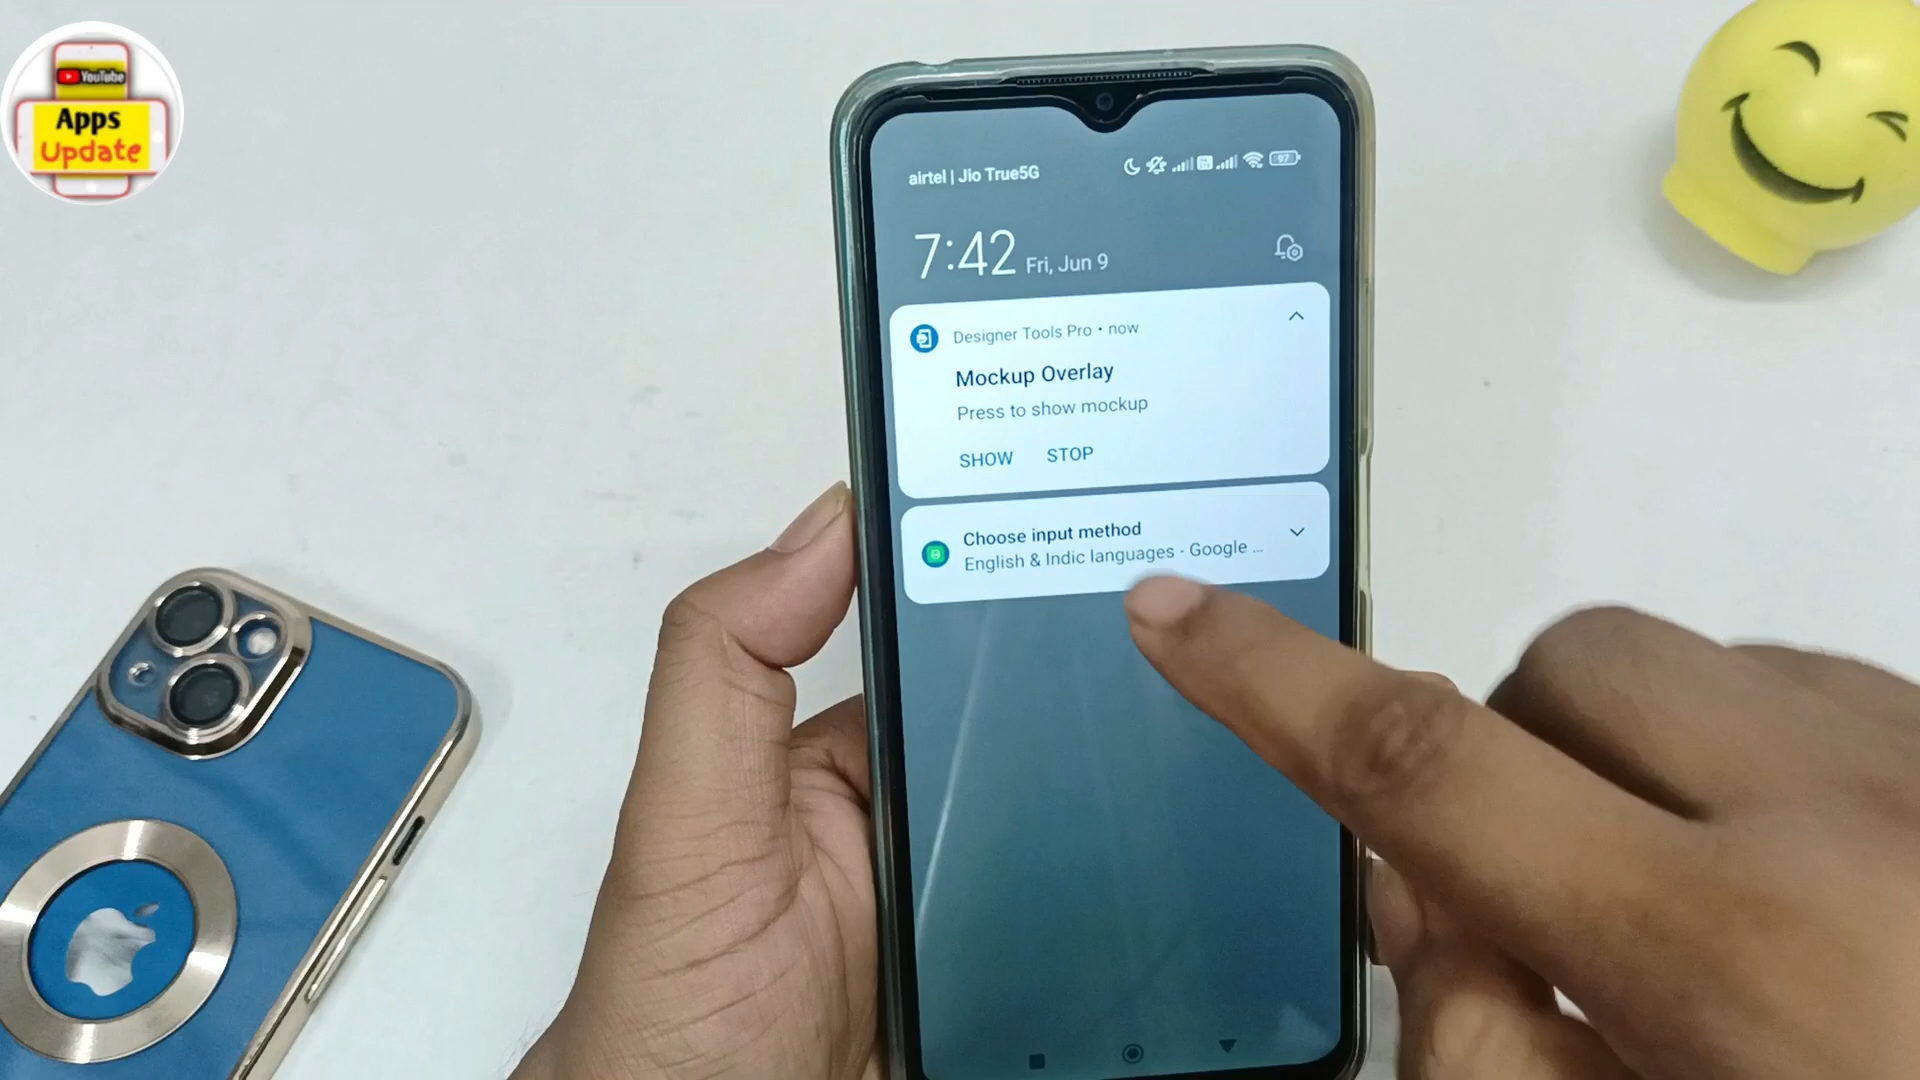 YouTube
Apps
Update
airtel | Jio True5G
97
7:42 Fri, Jun 9
Designer Tools Pro • now
Mockup Overlay
Press to show mockup
SHOW STOP
Choose input method
English & Indic languages - Google ...